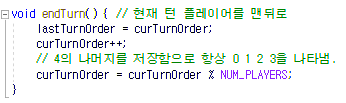 void endTurn() { // 현재 턴 플레이어를 맨뒤로
lastTurnOrder = curTurnOrder;
curTurnOrder++;
// 4의 나머지를 저장함으로 항상 0 1 2 3을 나타냄.
curTurnOrder = curTurnOrder % NUM_PLAYERS;
}